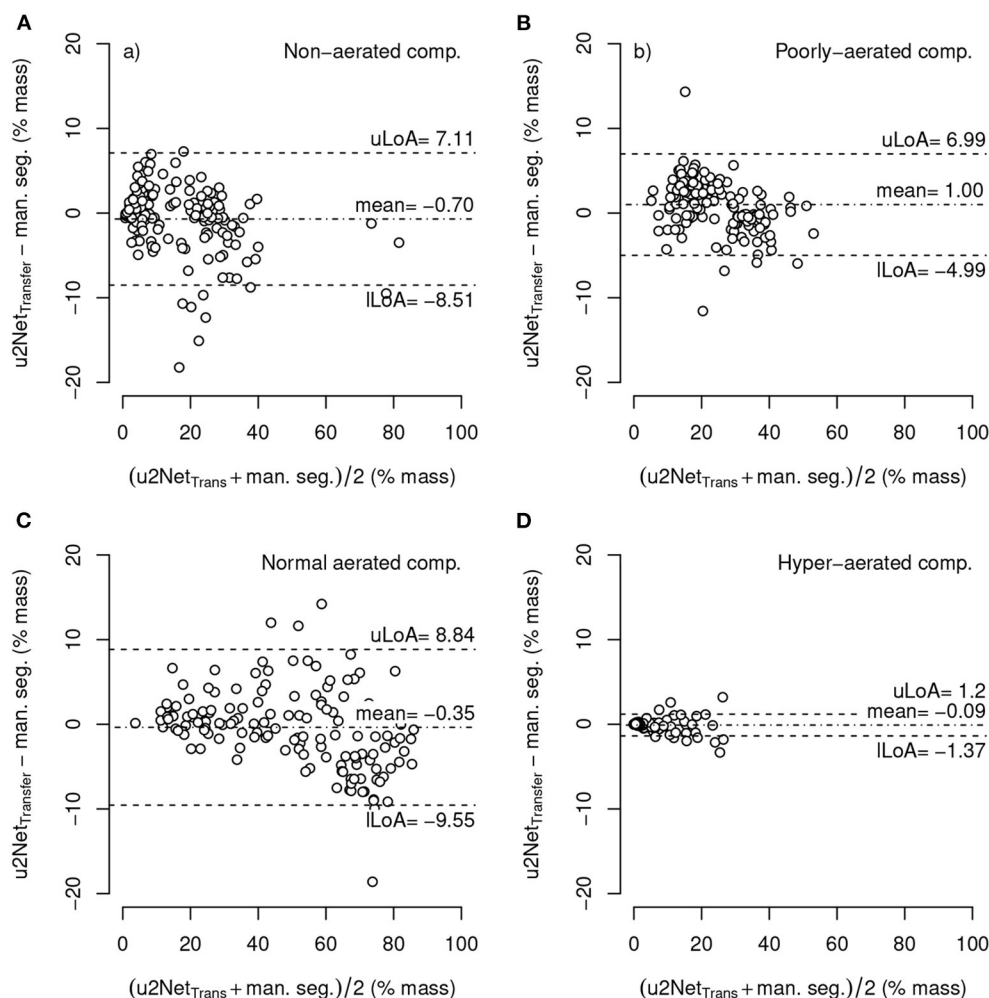 A
a)
Non−aerated comp.
uLoA= 7.11
mean= −0.70
lLoA= −8.51
20
10
0
−10
−20
u2NetTransfer − man. seg. (% mass)
0 20 40 60 80 100
(u2NetTrans + man. seg.)/2 (% mass)
B
b)
Poorly−aerated comp.
uLoA= 6.99
mean= 1.00
lLoA= −4.99
20
10
0
−10
−20
u2NetTransfer − man. seg. (% mass)
0 20 40 60 80 100
(u2NetTrans + man. seg.)/2 (% mass)
C
Normal aerated comp.
uLoA= 8.84
mean= −0.35
lLoA= −9.55
20
10
0
−10
−20
u2NetTransfer − man. seg. (% mass)
0 20 40 60 80 100
(u2NetTrans + man. seg.)/2 (% mass)
D
Hyper−aerated comp.
uLoA= 1.2
mean= −0.09
lLoA= −1.37
20
10
0
−10
−20
u2NetTransfer − man. seg. (% mass)
0 20 40 60 80 100
(u2NetTrans + man. seg.)/2 (% mass)